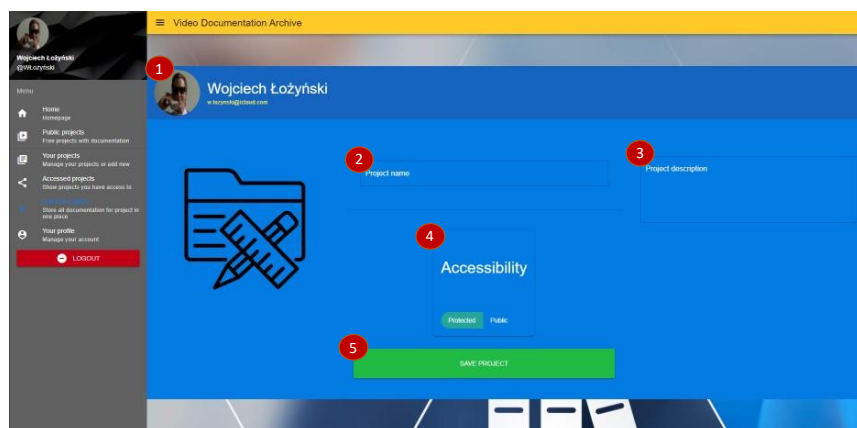 Video Documentation Archive
Wojciech Łożyński
@WŁozyński
Menu
Home
Homepage
Public projects
Free projects with documentation
Your projects
Manage your projects or add new
Accessed projects
Show projects you have access to
Store all documentation for project in
one place
Your profile
Manage your account
LOGOUT
1
Wojciech Łożyński
w.lozynski@icloud.com
2
Project name
3
Project description
4
Accessibility
Protected Public
5
SAVE PROJECT